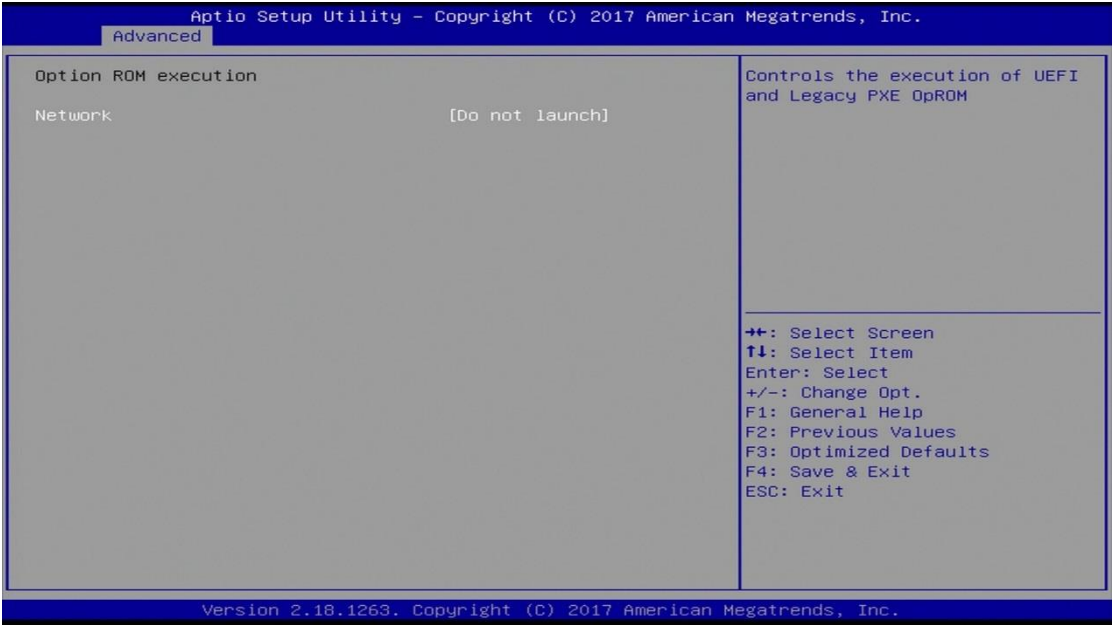 Aptio Setup Utility – Copyright (C) 2017 American Megatrends, Inc.
Advanced
Option ROM execution
Network [Do not launch]
Controls the execution of UEFI
and Legacy PXE OpROM
→←: Select Screen
↑↓: Select Item
Enter: Select
+/-: Change Opt.
F1: General Help
F2: Previous Values
F3: Optimized Defaults
F4: Save & Exit
ESC: Exit
Version 2.18.1263. Copyright (C) 2017 American Megatrends, Inc.